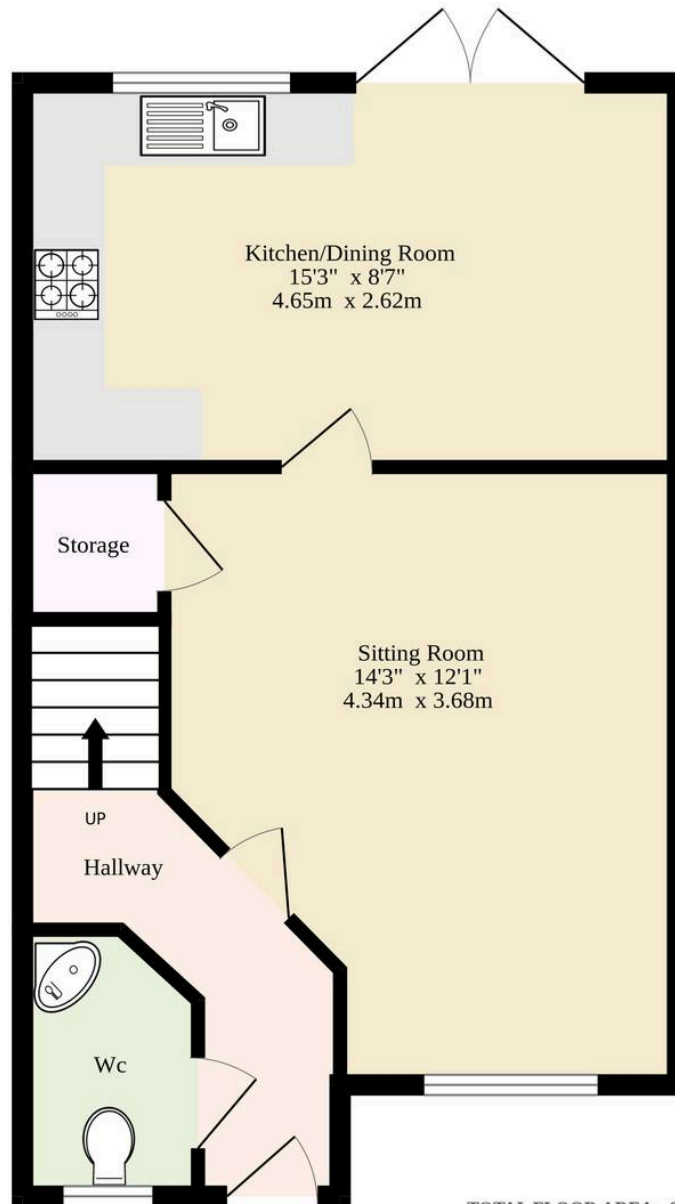 Kitchen/Dining Room
15'3" x 8'7"
4.65m x 2.62m
Storage
Sitting Room
14'3" x 12'1"
4.34m x 3.68m
UP
Hallway
Wc
TOTAL FLOOR AREA